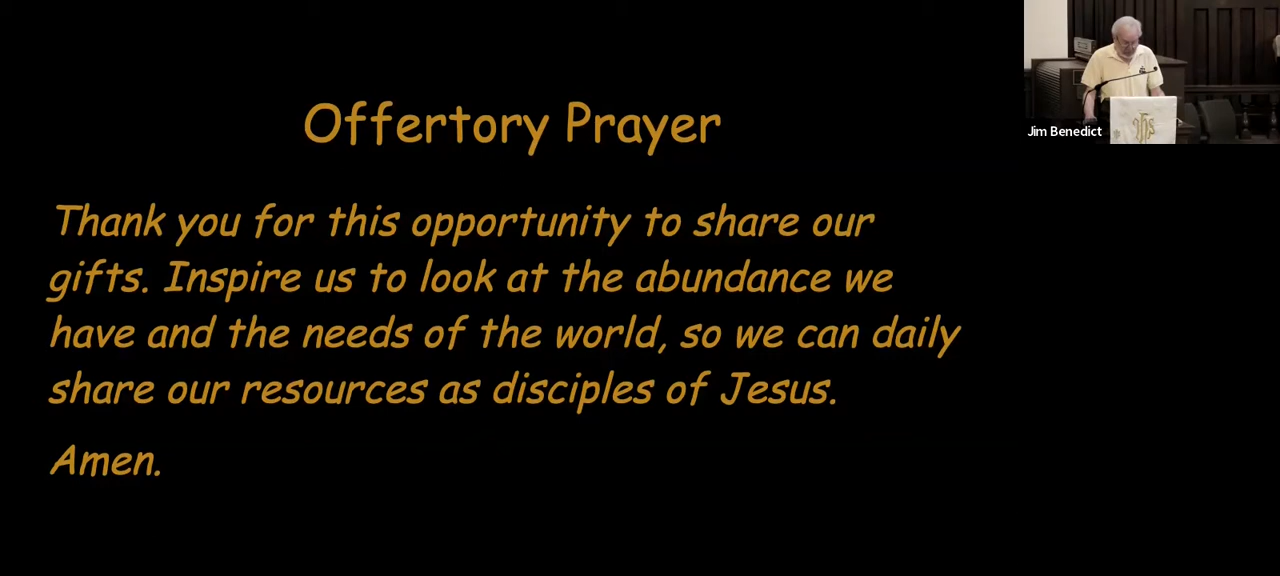 Offertory Prayer
Thank you for this opportunity to share our
gifts. Inspire us to look at the abundance we
have and the needs of the world, so we can daily
share our resources as disciples of Jesus.
Amen.
Jim Benedict
IHS